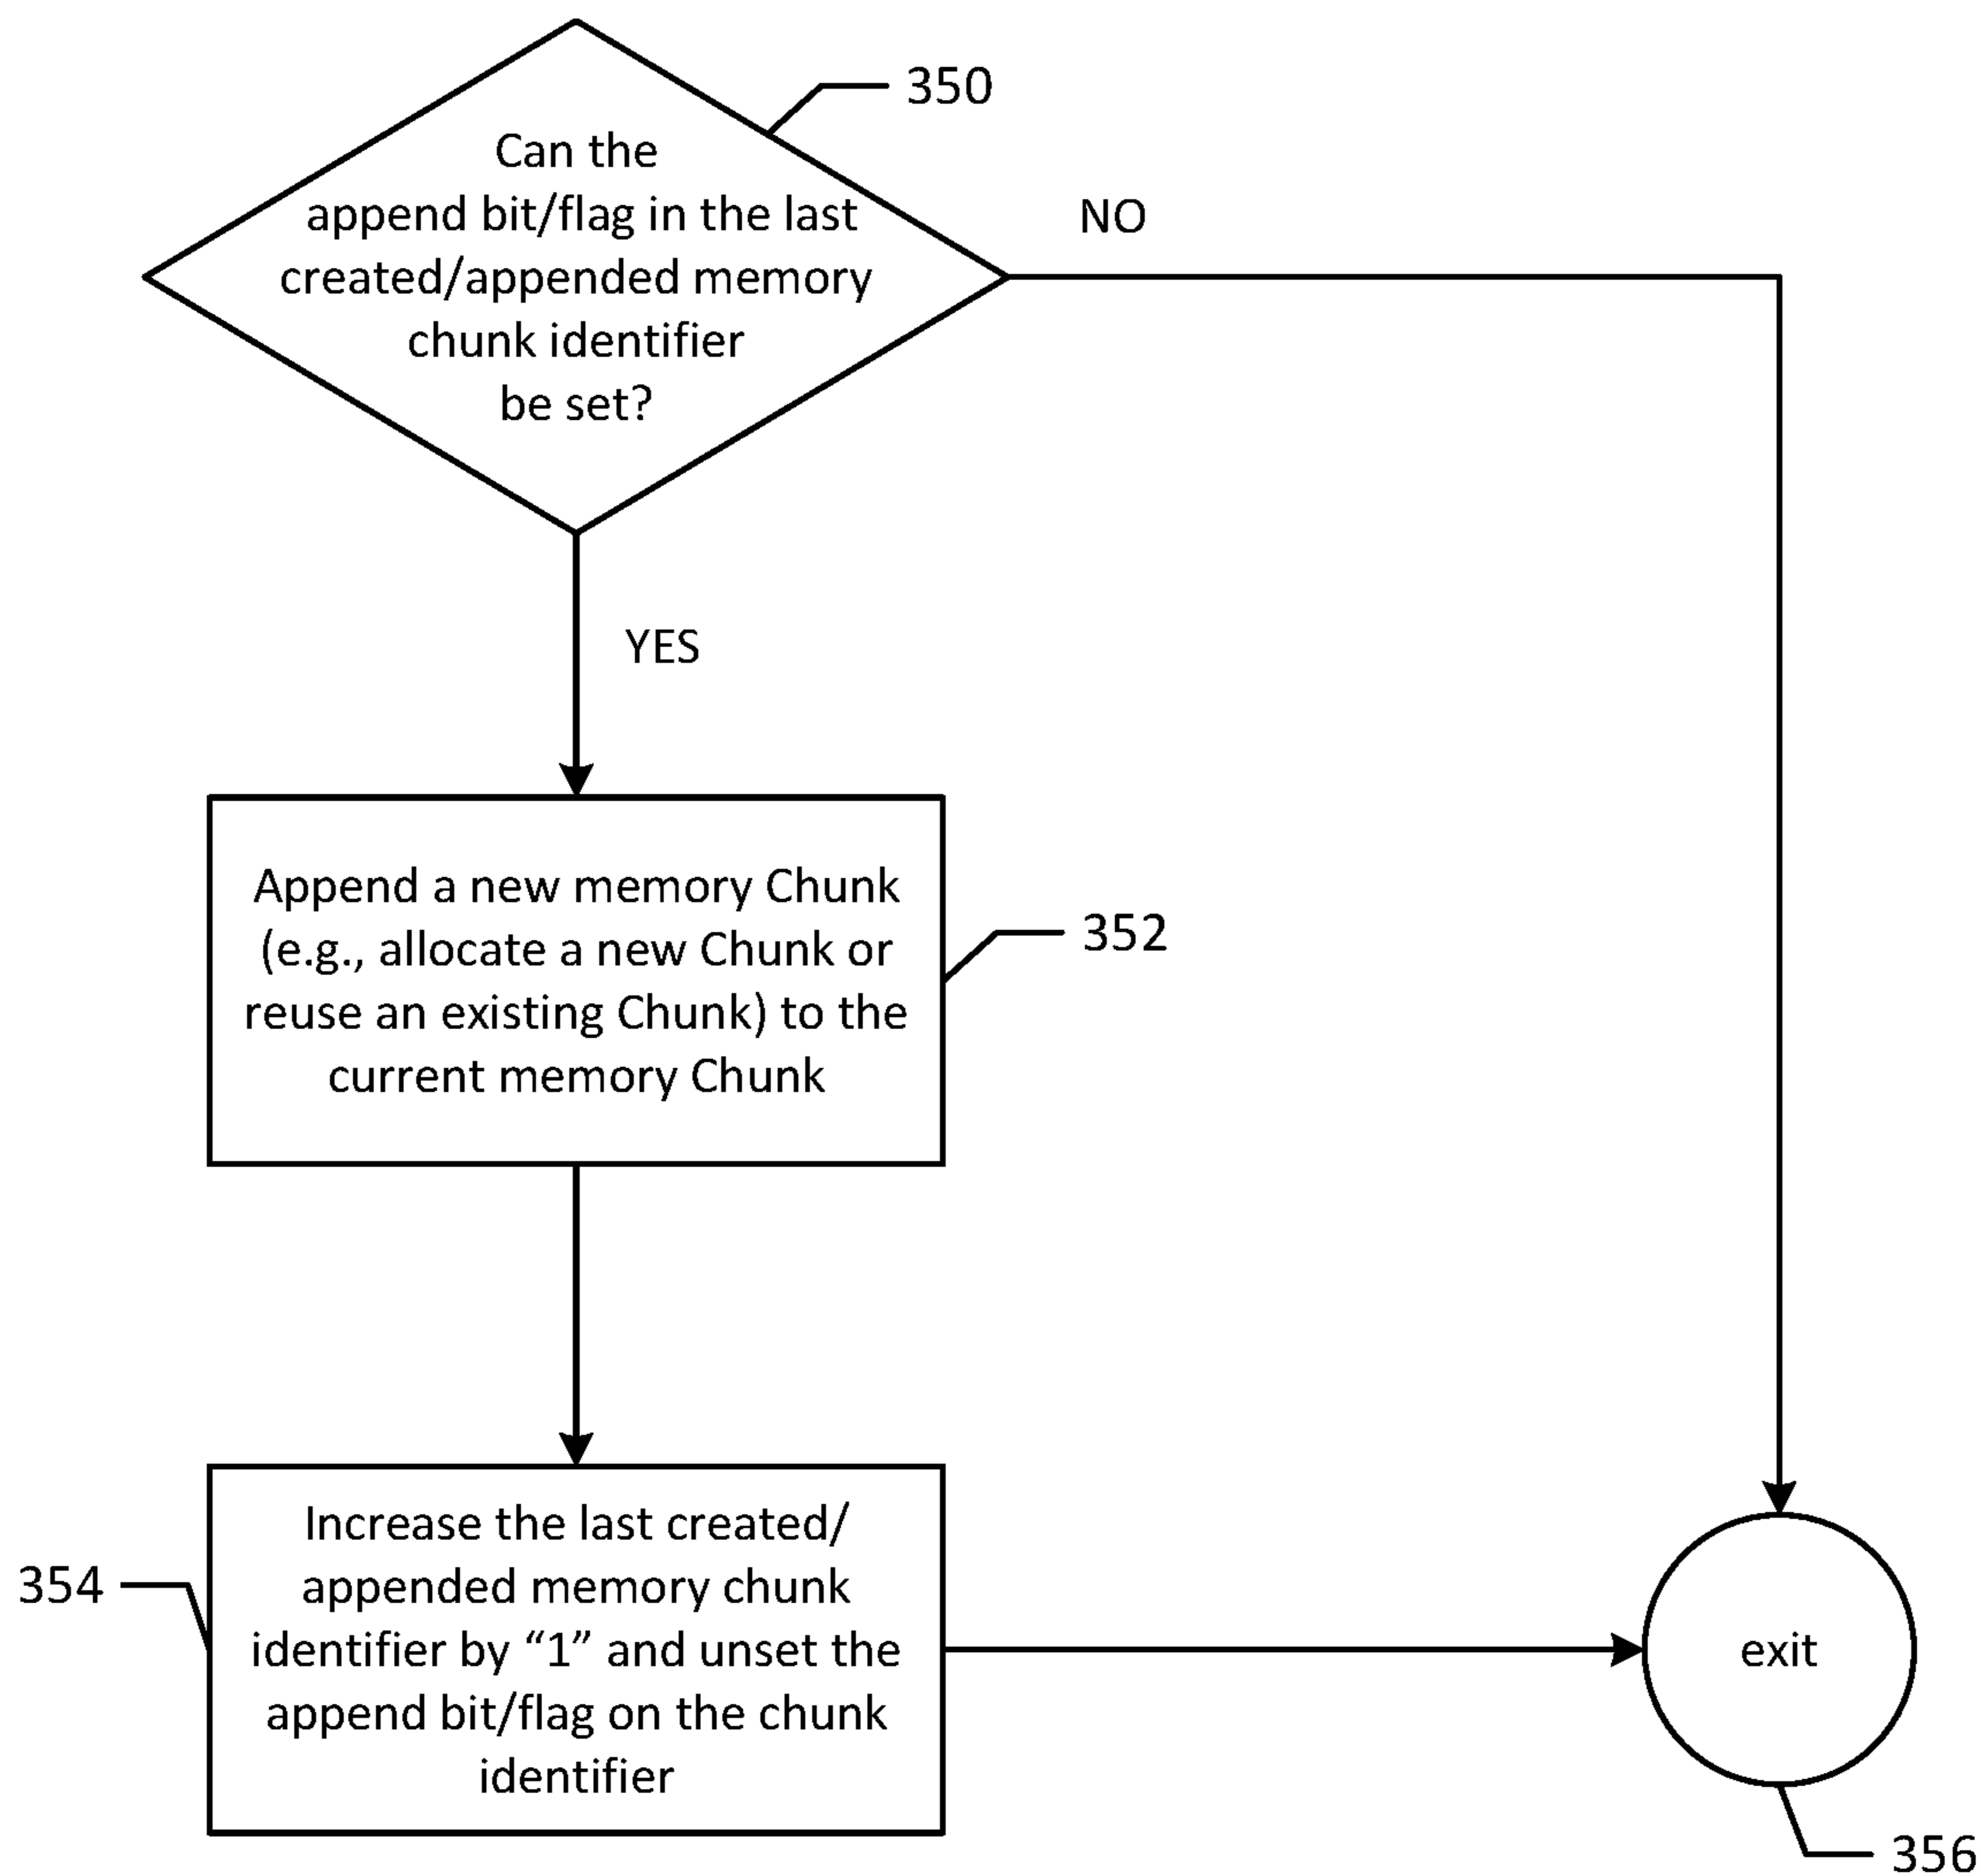 350
Can the
append bit/flag in the last
created/appended memory
chunk identifier
be set?
NO
YES
Append a new memory Chunk
(e.g., allocate a new Chunk or
reuse an existing Chunk) to the
current memory Chunk
352
Increase the last created/
appended memory chunk
identifier by “1” and unset the
append bit/flag on the chunk
identifier
354
exit
356